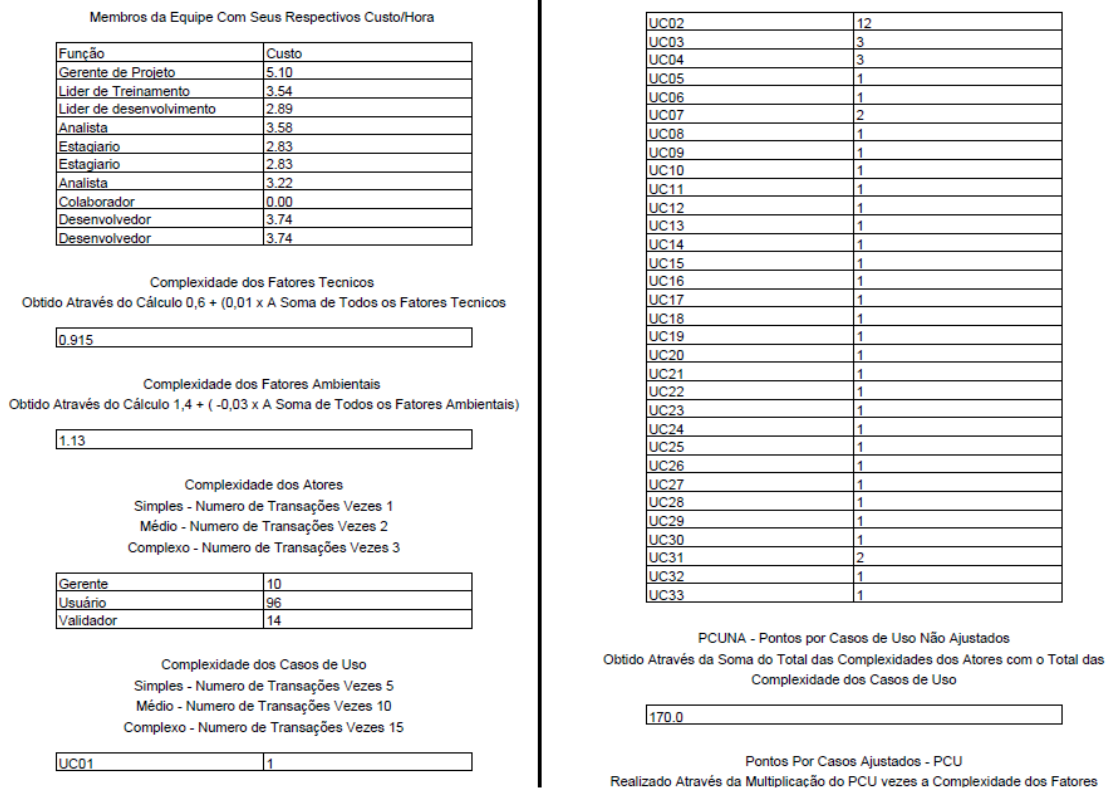 Membros da Equipe Com Seus Respectivos Custo/Hora
Função Custo
Gerente de Projeto 5.10
Lider de Treinamento 3.54
Lider de desenvolvimento 2.89
Analista 3.58
Estagiario 2.83
Estagiario 2.83
Analista 3.22
Colaborador 0.00
Desenvolvedor 3.74
Desenvolvedor 3.74
Complexidade dos Fatores Tecnicos
Obtido Através do Cálculo 0,6 + (0,01 x A Soma de Todos os Fatores Tecnicos
0.915
Complexidade dos Fatores Ambientais
Obtido Através do Cálculo 1,4 + ( -0,03 x A Soma de Todos os Fatores Ambientais)
1.13
Complexidade dos Atores
Simples - Numero de Transações Vezes 1
Médio - Numero de Transações Vezes 2
Complexo - Numero de Transações Vezes 3
Gerente 10
Usuário 96
Validador 14
Complexidade dos Casos de Uso
Simples - Numero de Transações Vezes 5
Médio - Numero de Transações Vezes 10
Complexo - Numero de Transações Vezes 15
UC01 1
UC02 12
UC03 3
UC04 3
UC05 1
UC06 1
UC07 2
UC08 1
UC09 1
UC10 1
UC11 1
UC12 1
UC13 1
UC14 1
UC15 1
UC16 1
UC17 1
UC18 1
UC19 1
UC20 1
UC21 1
UC22 1
UC23 1
UC24 1
UC25 1
UC26 1
UC27 1
UC28 1
UC29 1
UC30 1
UC31 2
UC32 1
UC33 1
PCUNA - Pontos por Casos de Uso Não Ajustados
Obtido Através da Soma do Total das Complexidades dos Atores com o Total das
Complexidade dos Casos de Uso
170.0
Pontos Por Casos Ajustados - PCU
Realizado Através da Multiplicação do PCU vezes a Complexidade dos Fatores